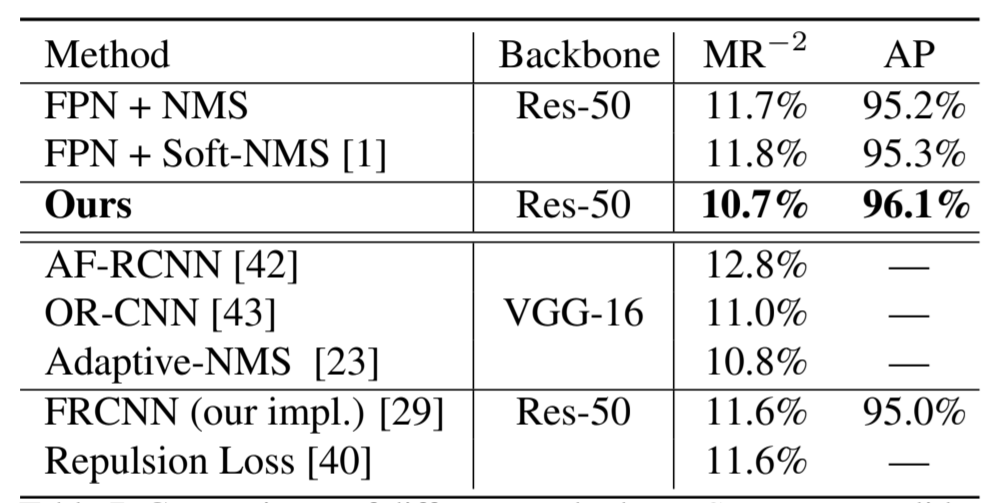 Method Backbone MR−2 AP
FPN + NMS Res-50 11.7% 95.2%
FPN + Soft-NMS [1] 11.8% 95.3%
Ours Res-50 10.7% 96.1%
AF-RCNN [42] 12.8% —
OR-CNN [43] VGG-16 11.0% —
Adaptive-NMS [23] 10.8% —
FRCNN (our impl.) [29] Res-50 11.6% 95.0%
Repulsion Loss [40] 11.6% —